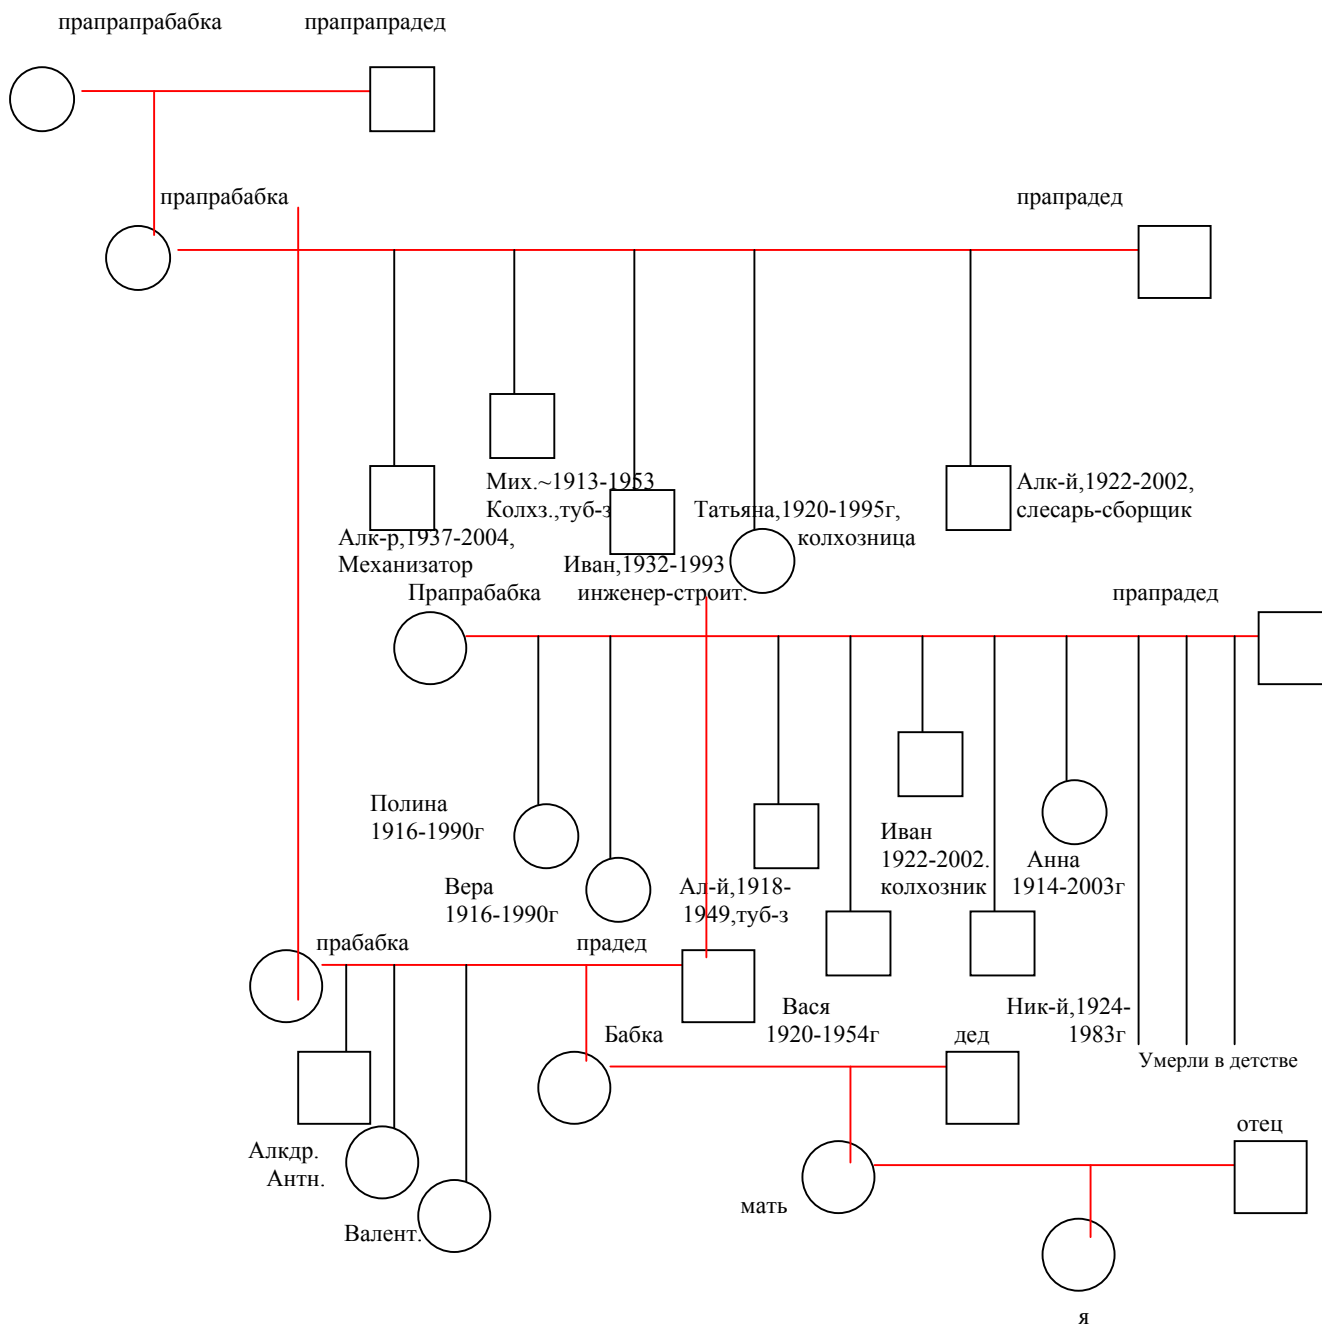 прапрапрабабка
прапрапрадед
прапрабабка
прапрадед
Мих.~1913-1953
Колхз.,туб-з
Татьяна,1920-1995г,
колхозница
Алк-й,1922-2002,
слесарь-сборщик
Алк-р,1937-2004,
Механизатор
Иван,1932-1993
инженер-строит.
Прапрабабка
прапрадед
Полина
1916-1990г
Вера
1916-1990г
Ал-й,1918-
1949,туб-з
Иван
1922-2002.
колхозник
Анна
1914-2003г
прабабка
прадед
Вася
1920-1954г
Ник-й,1924-
1983г
Бабка
дед
Умерли в детстве
Алкдр.
Антн.
Валент.
мать
отец
я